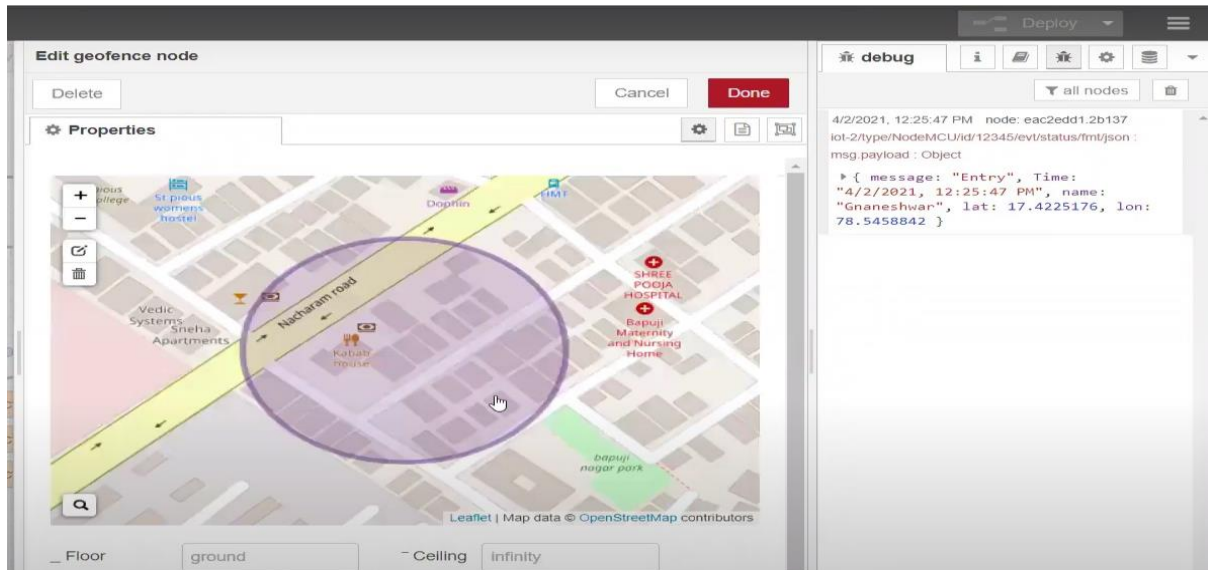 Deploy
Edit geofence node
Delete
Cancel
Done
Properties
+
−
pious
college
St pious
womens
hostel
Dophin
HMT
Nacharam road
SHREE
POOJA
HOSPITAL
Vedic
Systems
Sneha
Apartments
Kabab
House
Bapuji
Maternity
and Nursing
Home
bapuji
nagar park
Leaflet | Map data © OpenStreetMap contributors
Floor
ground
Ceiling
infinity
debug
i
all nodes
4/2/2021, 12:25:47 PM node: eac2edd1.2b137
iot-2/type/NodeMCU/id/12345/evt/status/fmt/json :
msg.payload : Object
{ message: "Entry", Time:
"4/2/2021, 12:25:47 PM", name:
"Gnaneshwar", lat: 17.4225176, lon:
78.5458842 }